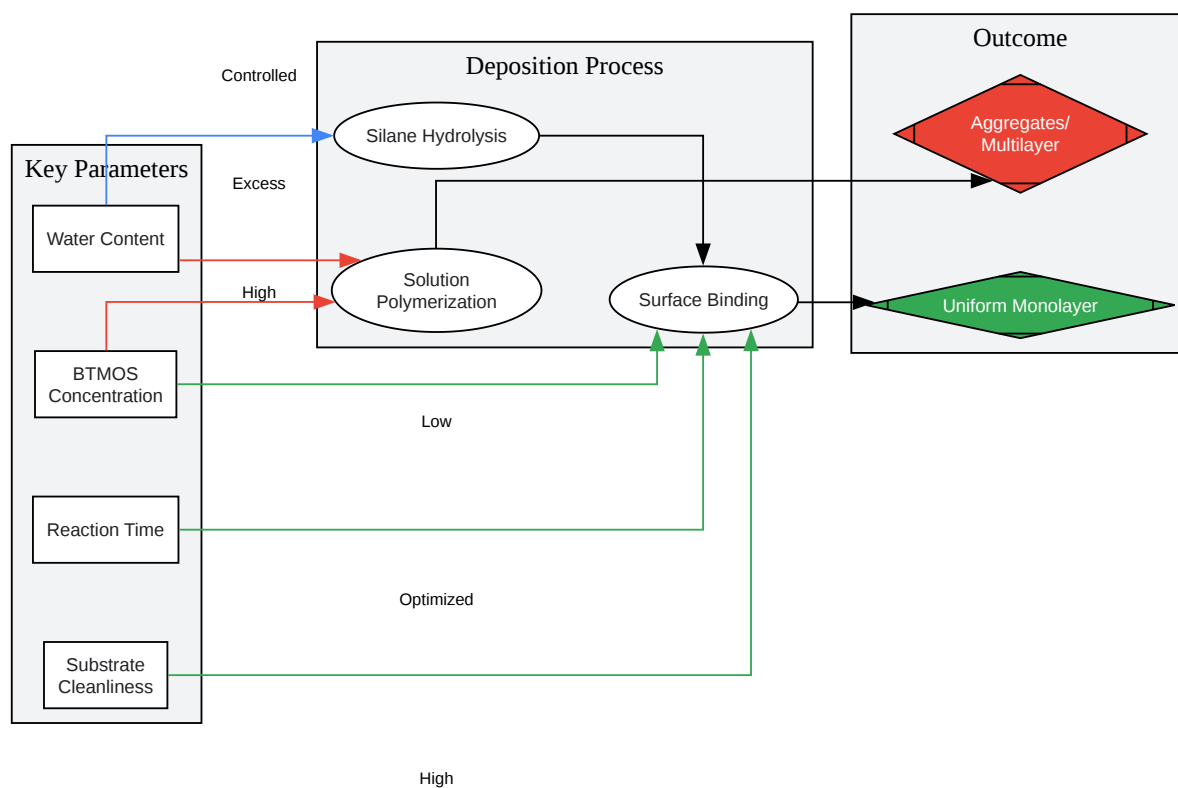 Outcome
Deposition Process
Controlled
Aggregates/
Multilayer
Silane Hydrolysis
Key Parameters
Excess
Water Content
Solution
Polymerization
High
Surface Binding
Uniform Monolayer
BTMOS
Concentration
Low
Reaction Time
Optimized
Substrate
Cleanliness
High